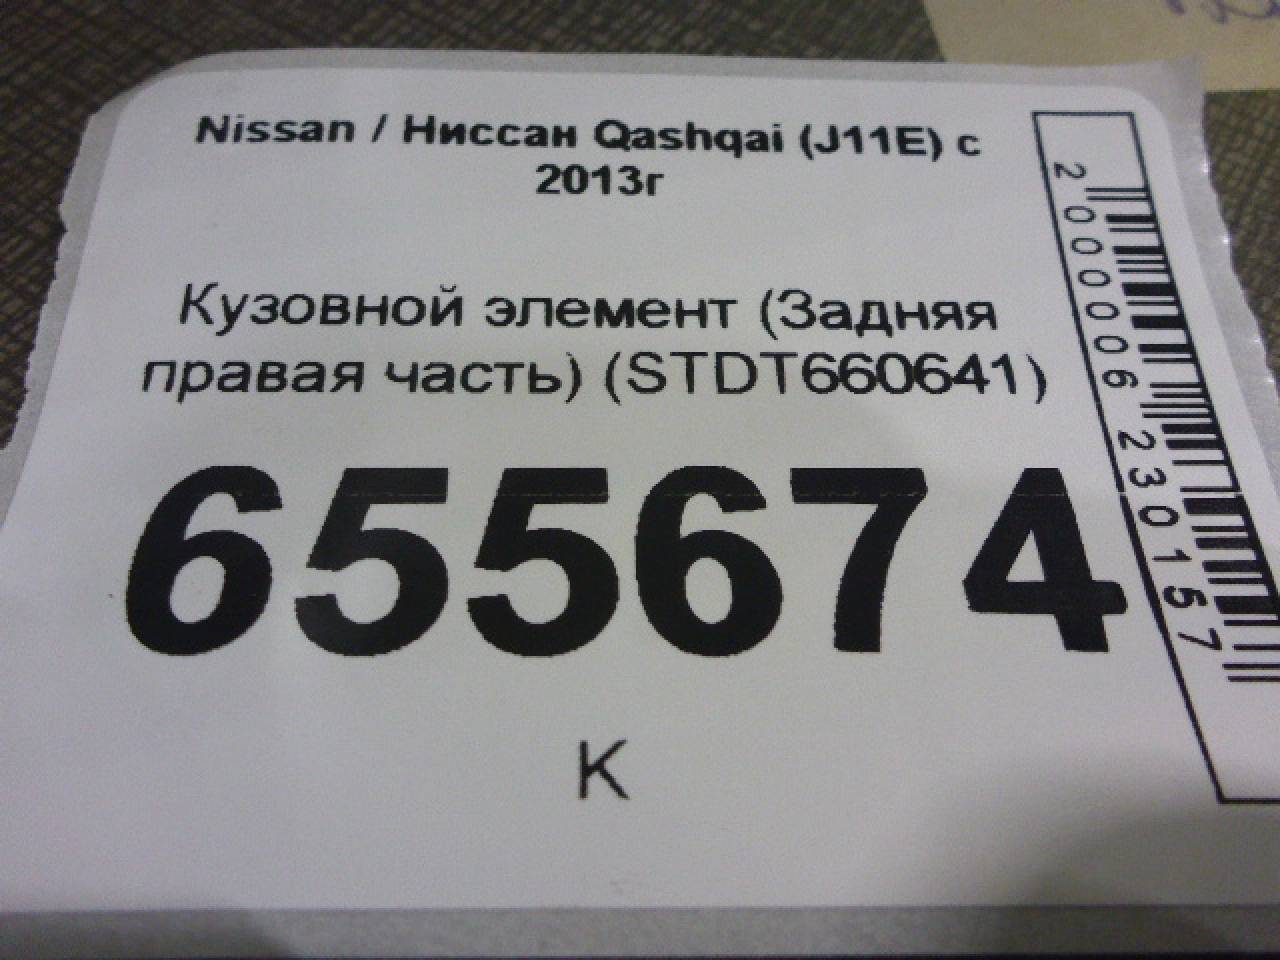 Nissan / Ниссан Qashqai (J11E) с
2013г
Кузовной элемент (Задняя
правая часть) (STDT660641)
655674
К
2000006230157